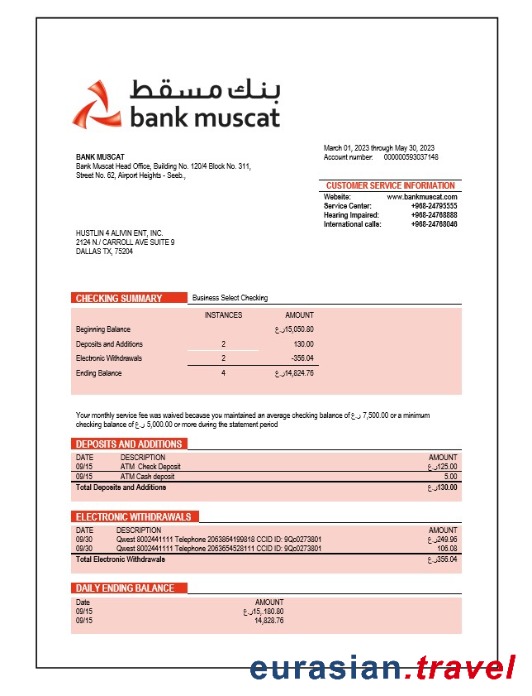 بنك مسقط
bank muscat
BANK MUSCAT
Bank Muscat Head Office, Building No. 120/4 Block No. 311,
Street No. 62, Airport Heights - Seeb.,
March 01, 2023 through May 30, 2023
Account number: 000000593037148
CUSTOMER SERVICE INFORMATION
Website: www.bankmuscat.com
Service Center: +968-24795555
Hearing Impaired: +968-24768888
International calls: +968-24768046
HUSTLIN 4 ALIVIN ENT, INC.
2124 N./ CARROLL AVE SUITE 9
DALLAS TX, 75204
CHECKING SUMMARY Business Select Checking
INSTANCES AMOUNT
Beginning Balance ر.ع15,050.80
Deposits and Additions 2 130.00
Electronic Withdrawals 2 -356.04
Ending Balance 4 ر.ع14,824.76
Your monthly service fee was waived because you maintained an average checking balance of ر.ع 7,500.00 or a minimum
checking balance of ر.ع 5,000.00 or more during the statement period
DEPOSITS AND ADDITIONS
DATE DESCRIPTION AMOUNT
09/15 ATM Check Deposit ر.ع125.00
09/15 ATM Cash deposit 5.00
Total Deposits and Additions ر.ع130.00
ELECTRONIC WITHDRAWALS
DATE DESCRIPTION AMOUNT
09/30 Qwest 8002441111 Telephone 2063864199818 CCID ID: 9Qc0273801 ر.ع249.96
09/30 Qwest 8002441111 Telephone 2063654528111 CCID ID: 9Qc0273801 106.08
Total Electronic Withdrawals ر.ع356.04
DAILY ENDING BALANCE
Date AMOUNT
09/15 ر.ع15,.180.80
09/15 14,828.76
eurasian.travel